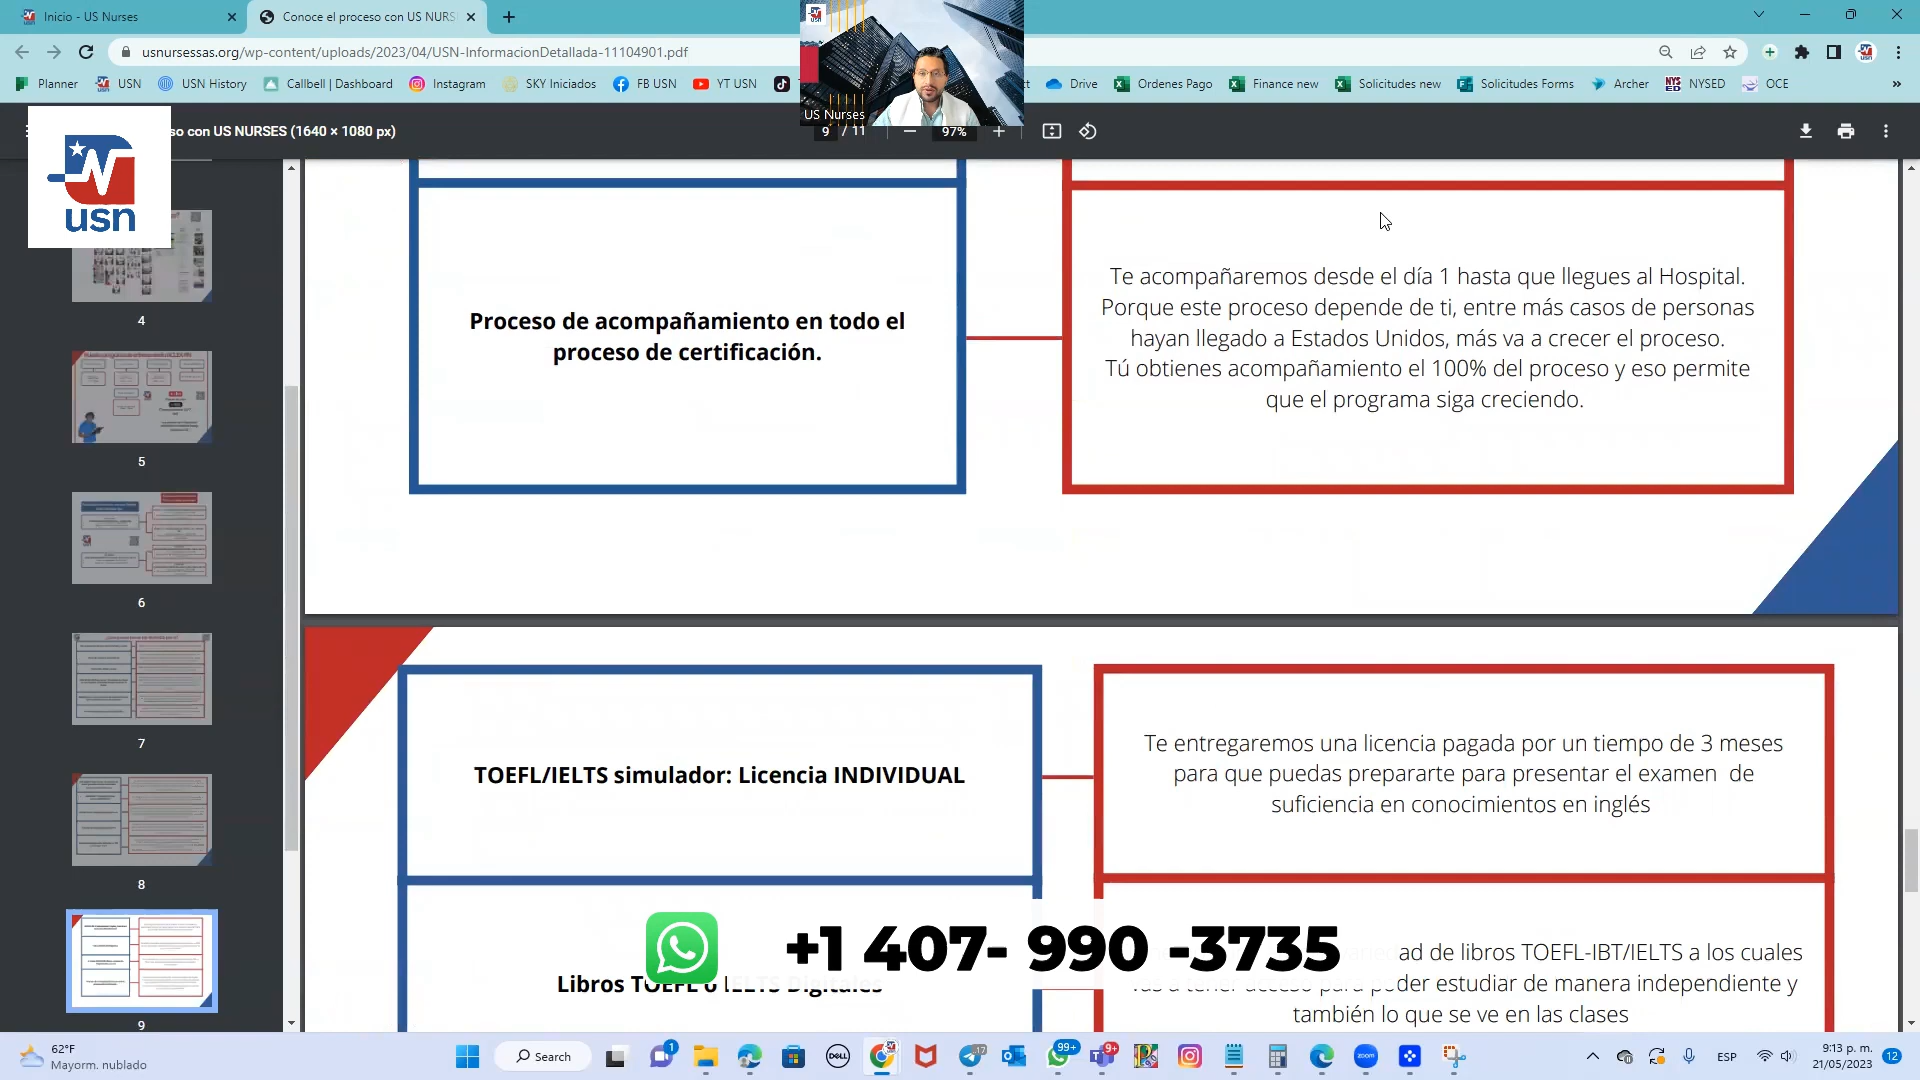 Inicio - US Nurses
Conoce el proceso con US NURS
usnursessas.org/wp-content/uploads/2023/04/USN-InformacionDetallada-11104901.pdf
Planner
USN
USN History
Callbell | Dashboard
Instagram
SKY Iniciados
FB USN
YT USN
Drive
Ordenes Pago
Finance new
Solicitudes new
Solicitudes Forms
Archer
NYSED
OCE
US Nurses
so con US NURSES (1640 × 1080 px)
9 / 11
97%
usn
4
5
6
7
8
9
Proceso de acompañamiento en todo el
proceso de certificación.
Te acompañaremos desde el día 1 hasta que llegues al Hospital.
Porque este proceso depende de ti, entre más casos de personas
hayan llegado a Estados Unidos, más va a crecer el proceso.
Tú obtienes acompañamiento el 100% del proceso y eso permite
que el programa siga creciendo.
TOEFL/IELTS simulador: Licencia INDIVIDUAL
Te entregaremos una licencia pagada por un tiempo de 3 meses
para que puedas prepararte para presentar el examen de
suficiencia en conocimientos en inglés
Libros TOEFL o IELTS Digitales
+1 407- 990 -3735
ad de libros TOEFL-IBT/IELTS a los cuales
vas a tener acceso para poder estudiar de manera independiente y
también lo que se ve en las clases
62°F
Mayorm. nublado
Search
ESP
9:13 p. m.
21/05/2023